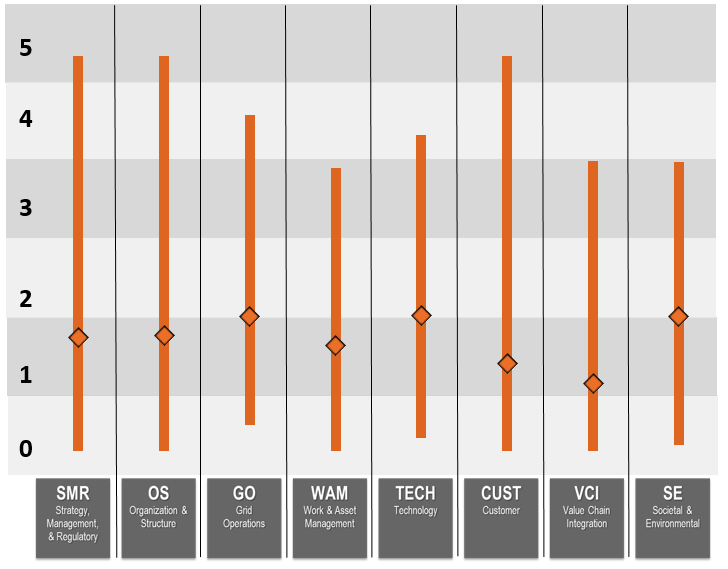 5
4
3
2
1
0
SMR
Strategy,
Management,
& Regulatory
OS
Organization &
Structure
GO
Grid
Operations
WAM
Work & Asset
Management
TECH
Technology
CUST
Customer
VCI
Value Chain
Integration
SE
Societal &
Environmental